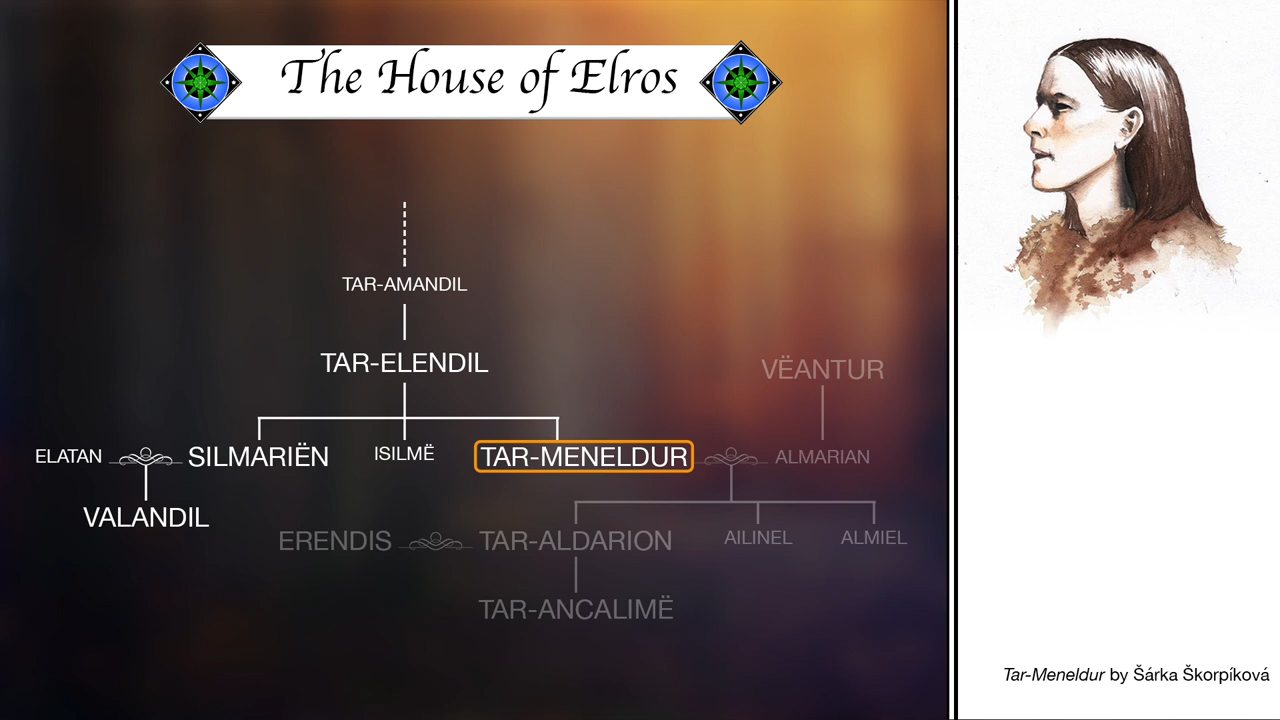 The House of Elros
TAR-AMANDIL
TAR-ELENDIL
VËANTUR
ELATAN SILMARIËN ISILMË TAR-MENELDUR ALMARIAN
VALANDIL
ERENDIS TAR-ALDARION AILINEL ALMIEL
TAR-ANCALIMË
Tar-Meneldur by Šárka Škorpíková